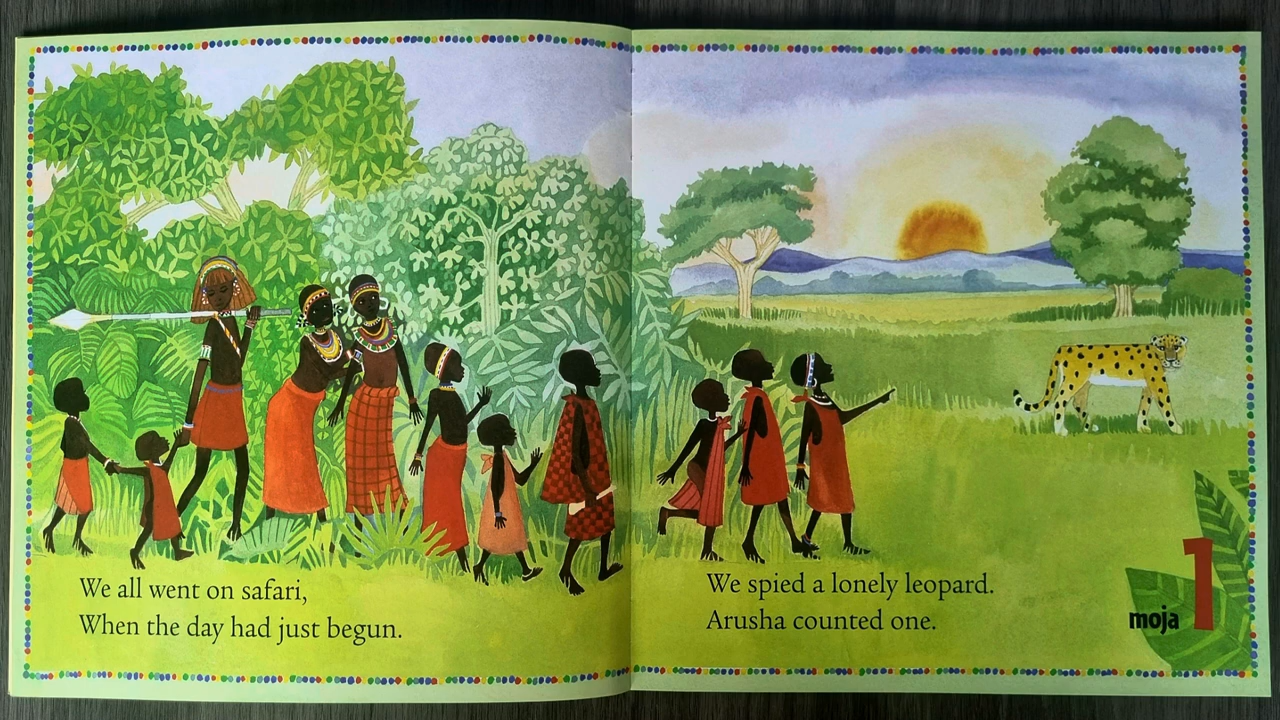 We all went on safari,
When the day had just begun.
We spied a lonely leopard.
Arusha counted one.
moja 1